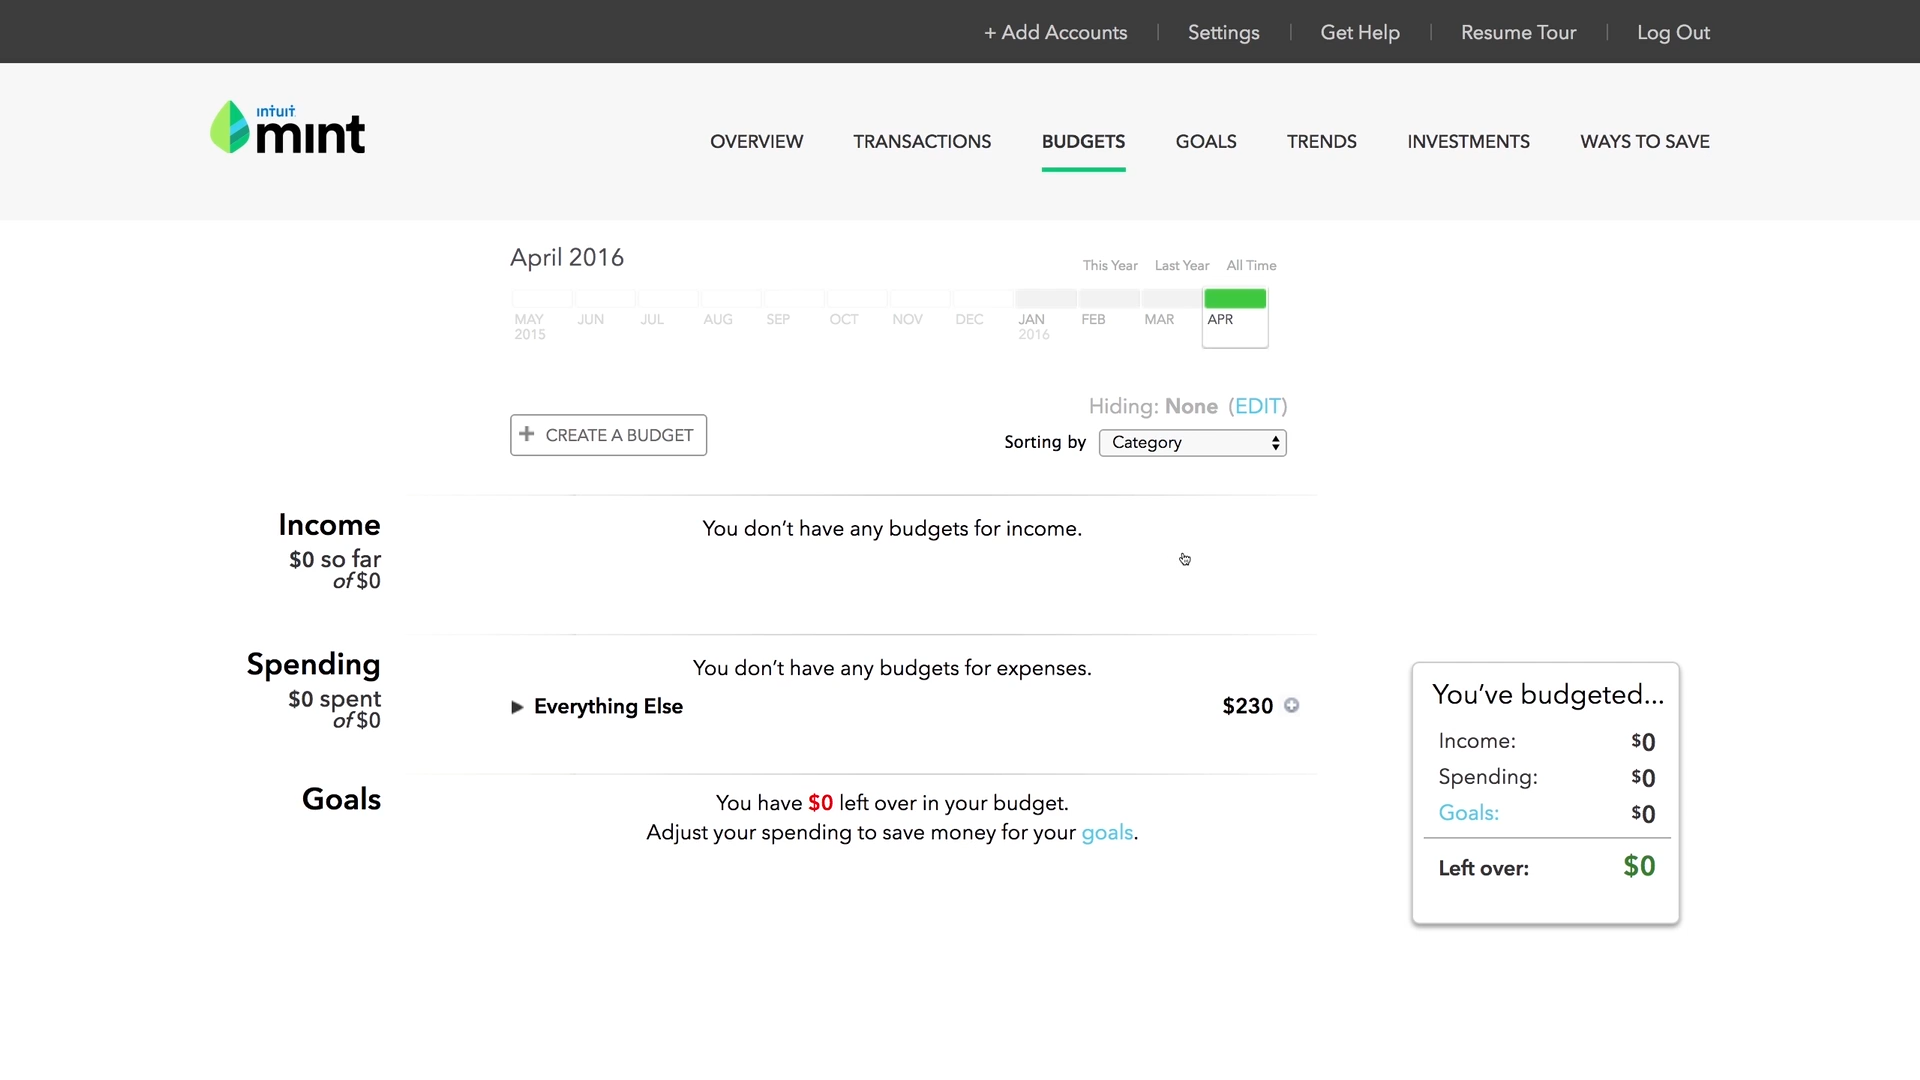 + Add Accounts
Settings
Get Help
Resume Tour
Log Out
intuit
mint
OVERVIEW
TRANSACTIONS
BUDGETS
GOALS
TRENDS
INVESTMENTS
WAYS TO SAVE
April 2016
This Year
Last Year
All Time
MAY
2015
JUN
JUL
AUG
SEP
OCT
NOV
DEC
JAN
2016
FEB
MAR
APR
Hiding: None (EDIT)
+ CREATE A BUDGET
Sorting by
Category
Income
$0 so far
of $0
You don't have any budgets for income.
Spending
$0 spent
of $0
You don't have any budgets for expenses.
Everything Else
$230
Goals
You have $0 left over in your budget.
Adjust your spending to save money for your goals.
You've budgeted...
Income: $0
Spending: $0
Goals: $0
Left over: $0